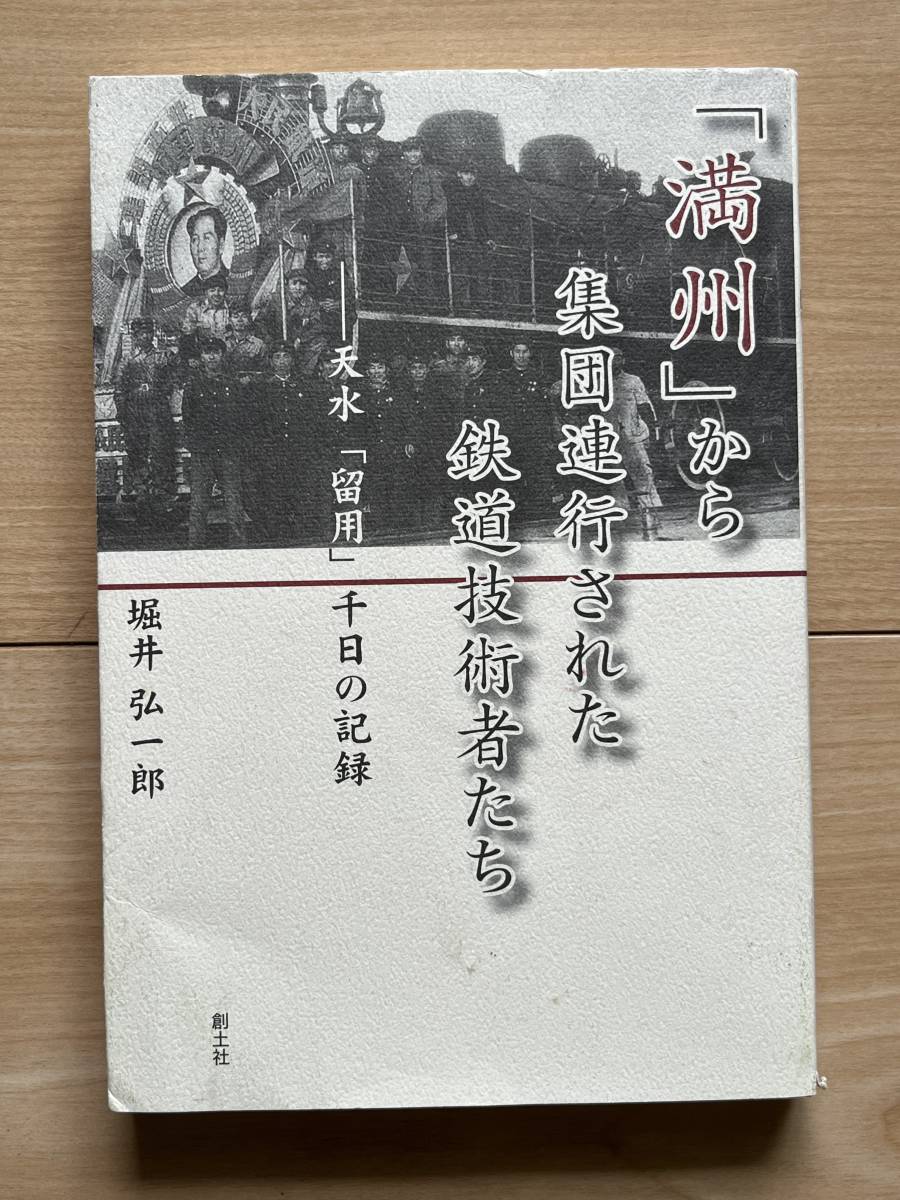 「満州」から
集団連行された
鉄道技術者たち
――天水「留用」千日の記録
堀井 弘一郎
創土社